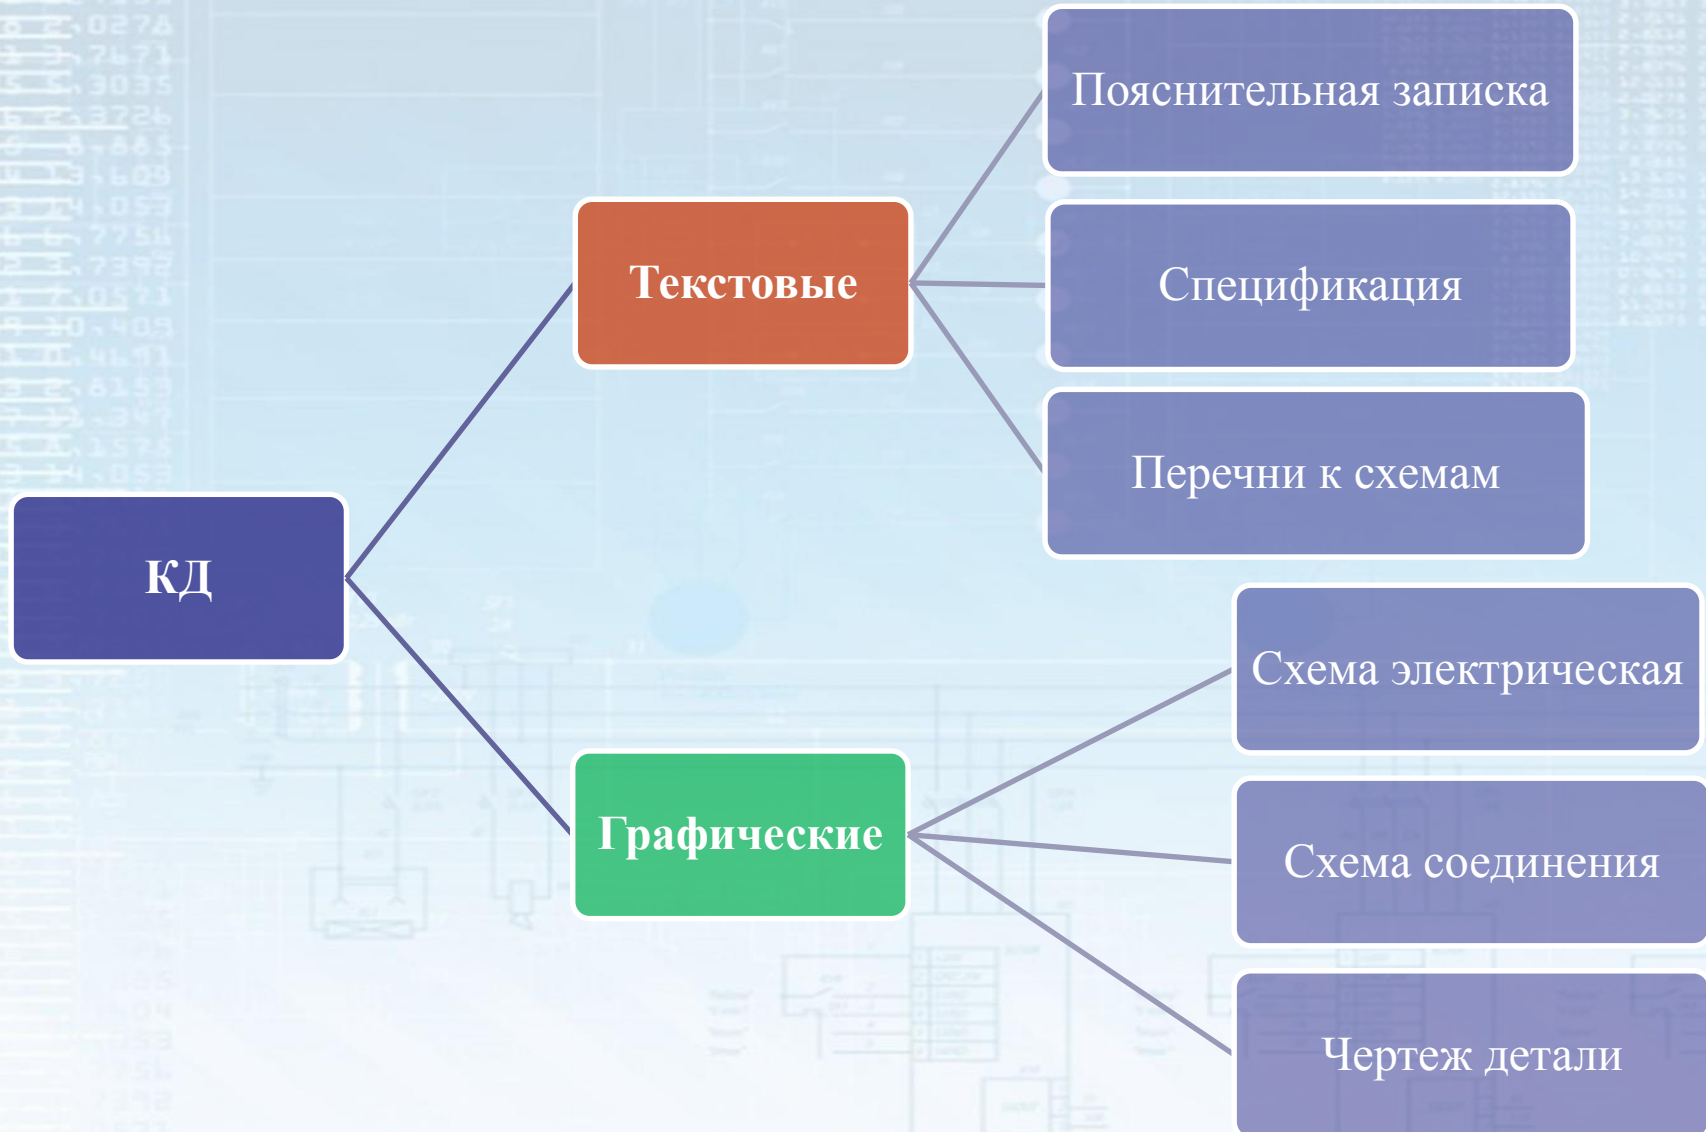 Пояснительная записка
Текстовые
Спецификация
Перечни к схемам
КД
Схема электрическая
Графические
Схема соединения
Чертеж детали